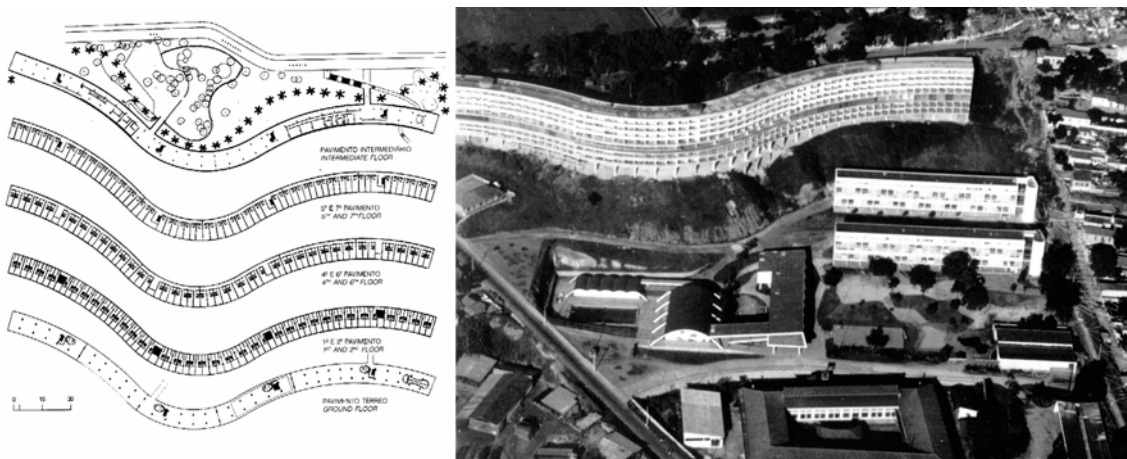 PAVIMENTO INTERMEDIÁRIO
INTERMEDIATE FLOOR
5º E 7º PAVIMENTO
5TH AND 7TH FLOOR
4º E 6º PAVIMENTO
4TH AND 6TH FLOOR
1º E 2º PAVIMENTO
1ST AND 2ND FLOOR
PAVIMENTO TÉRREO
GROUND FLOOR
0 15 30